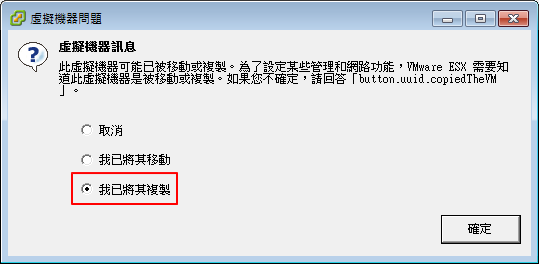 虛擬機器問題
虛擬機器訊息
此虛擬機器可能已被移動或複製。為了設定某些管理和網路功能，VMware ESX 需要知
道此虛擬機器是被移動或複製。如果您不確定，請回答「button.uuid.copiedTheVM
」。
取消
我已將其移動
我已將其複製
確定